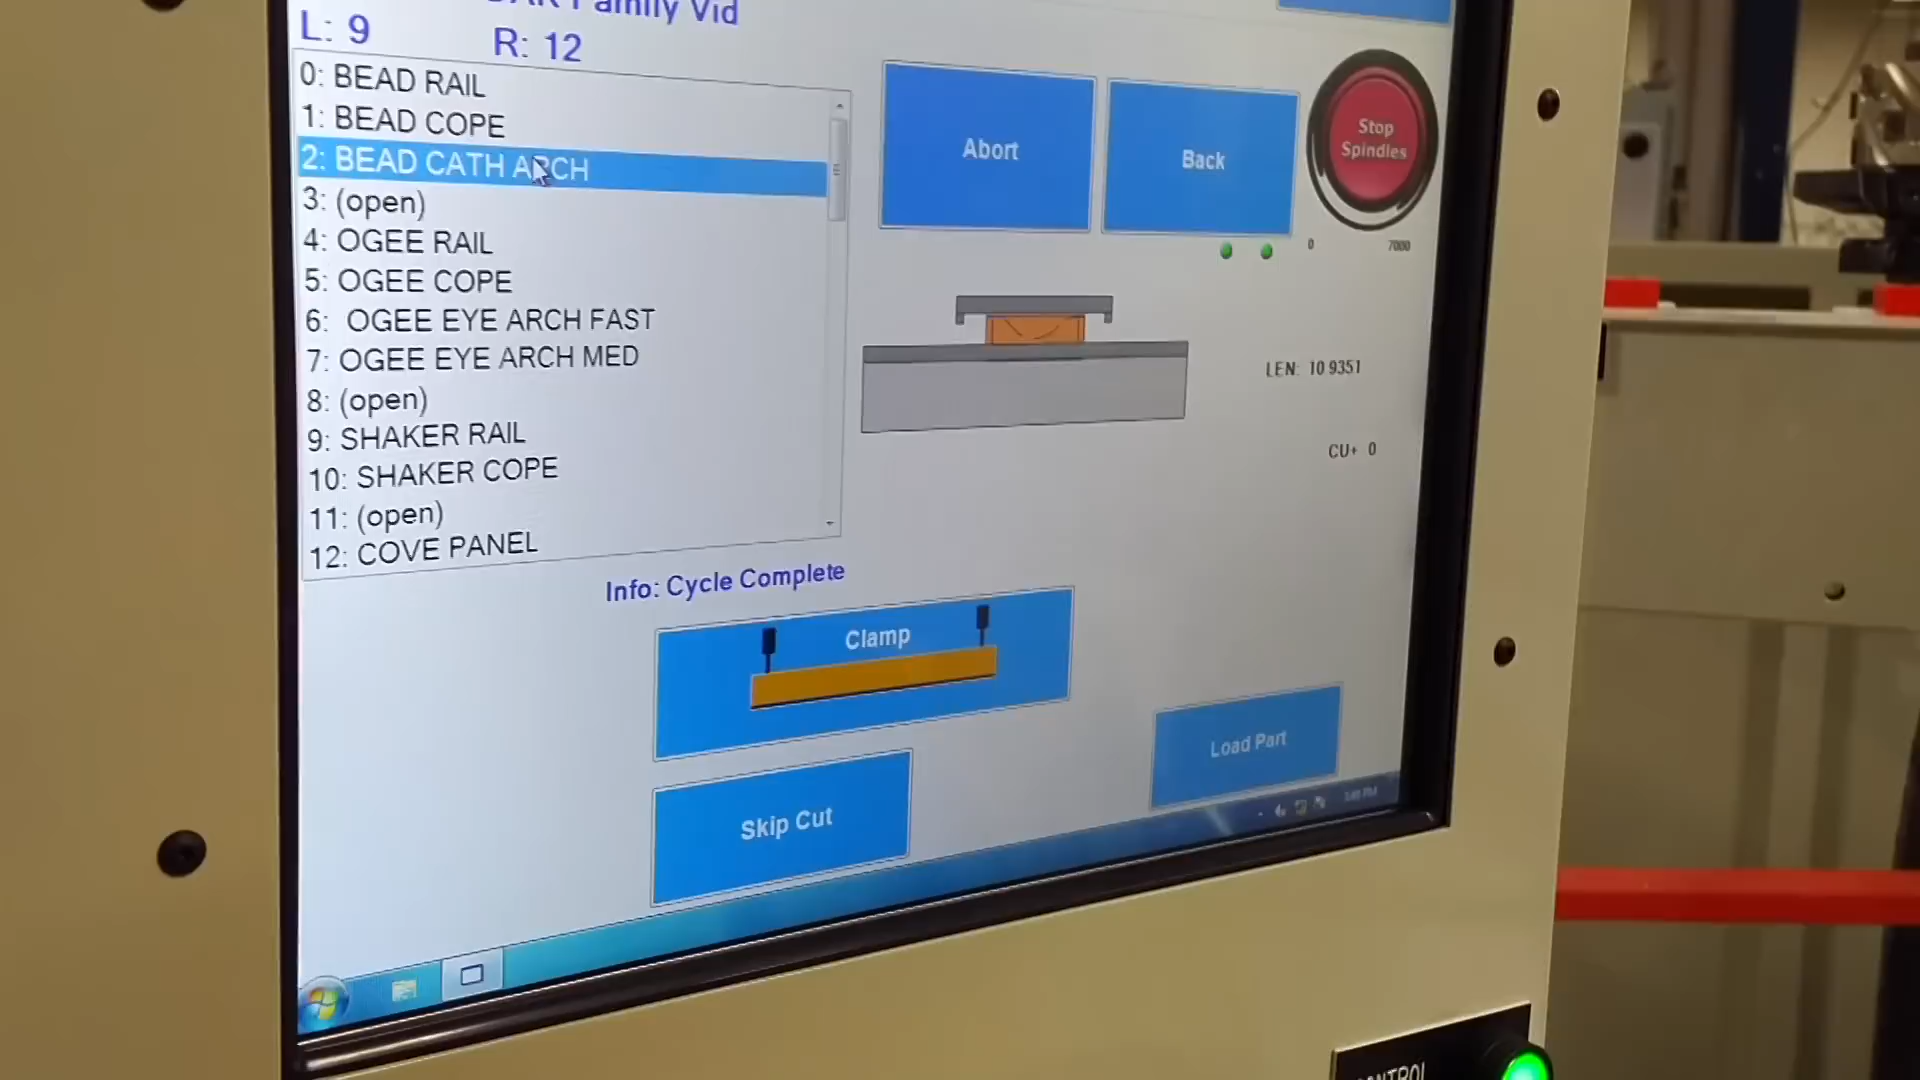 Family Vid
L: 9
R: 12
0: BEAD RAIL
1: BEAD COPE
2: BEAD CATH ARCH
3: (open)
4: OGEE RAIL
5: OGEE COPE
6: OGEE EYE ARCH FAST
7: OGEE EYE ARCH MED
8: (open)
9: SHAKER RAIL
10: SHAKER COPE
11: (open)
12: COVE PANEL
Abort
Back
Stop
Spindles
0
7000
LEN: 10 9351
CU+ 0
Info: Cycle Complete
Clamp
Load Part
Skip Cut